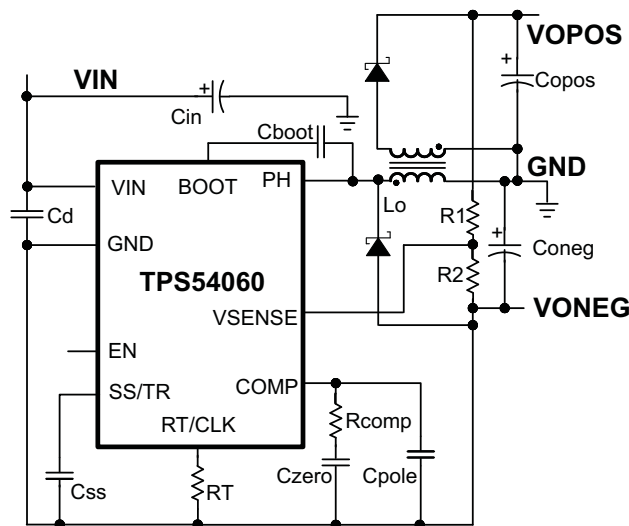 VOPOS
VIN
+
Cin
+
Copos
Cboot
VIN
BOOT
PH
GND
Cd
Lo
R1
+
Coneg
GND
TPS54060
R2
VSENSE
VONEG
EN
COMP
SS/TR
RT/CLK
Rcomp
Css
RT
Czero
Cpole